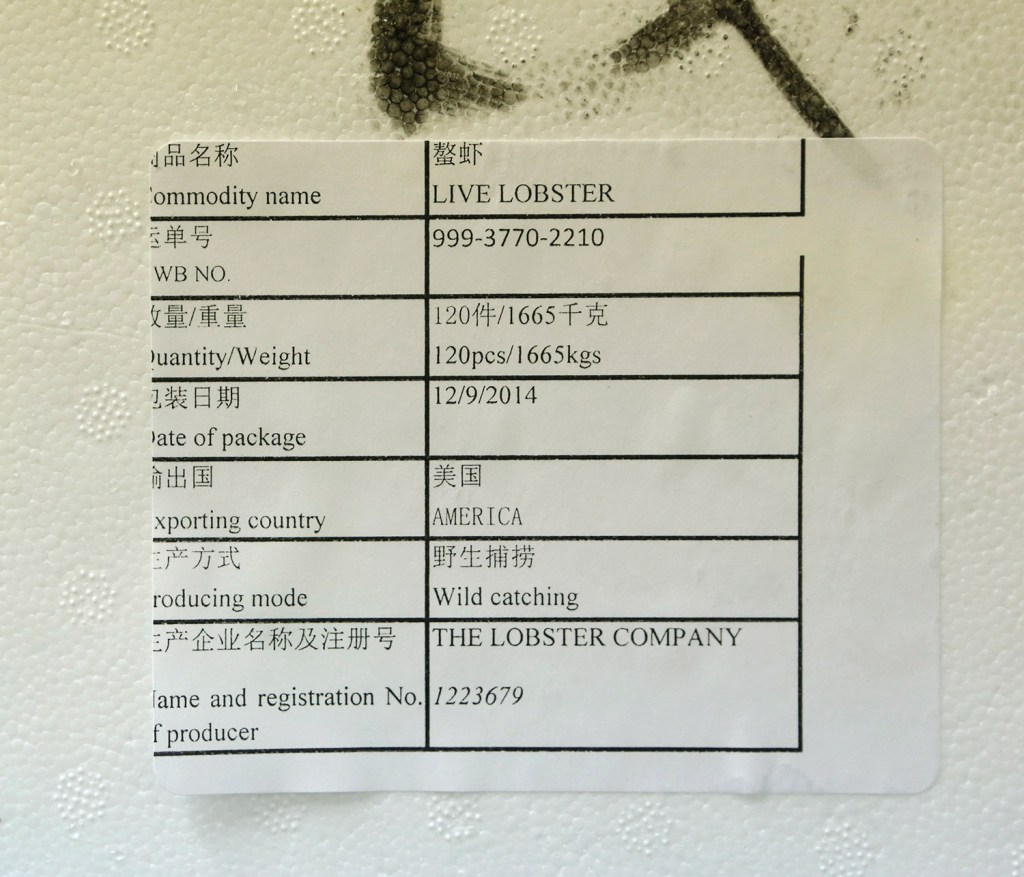 品名称 螯虾
ommodity name LIVE LOBSTER
单号 999-3770-2210
WB NO.
量/重量 120件/1665千克
uantity/Weight 120pcs/1665kgs
装日期 12/9/2014
ate of package
出国 美国
xporting country AMERICA
产方式 野生捕捞
roducing mode Wild catching
产企业名称及注册号 THE LOBSTER COMPANY
ame and registration No. 1223679
f producer